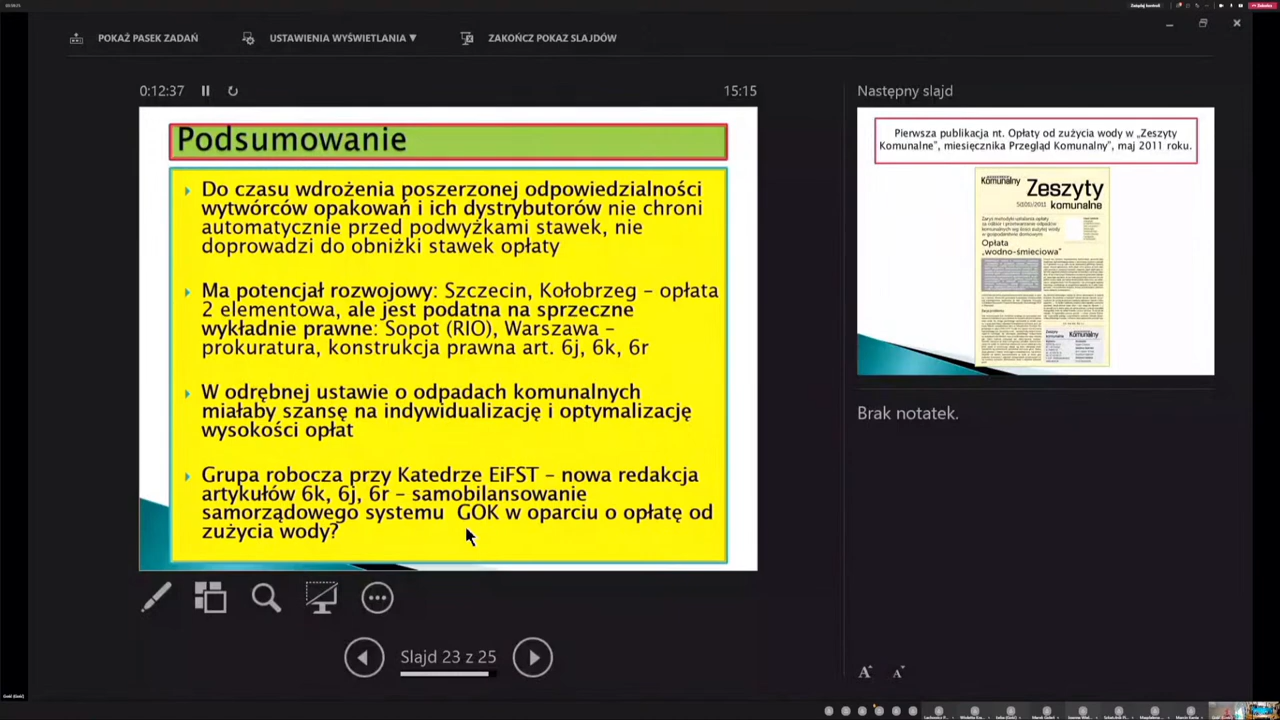 POKAŻ PASEK ZADAŃ
USTAWIENIA WYŚWIETLANIA ▼
ZAKOŃCZ POKAZ SLAJDÓW
0:12:37
15:15
Podsumowanie
Do czasu wdrożenia poszerzonej odpowiedzialności
wytwórców opakowań i ich dystrybutorów nie chroni
automatycznie przed podwyżkami stawek, nie
doprowadzi do obniżki stawek opłaty
Ma potencjał rozwojowy: Szczecin, Kołobrzeg – opłata
2 elementowa, ale jest podatna na sprzeczne
wykładnie prawne: Sopot (RIO), Warszawa –
prokuratura, konstrukcja prawna art. 6j, 6k, 6r
W odrębnej ustawie o odpadach komunalnych
miałaby szansę na indywidualizację i optymalizację
wysokości opłat
Grupa robocza przy Katedrze EiFST – nowa redakcja
artykułów 6k, 6j, 6r – samobilansowanie
samorządowego systemu GOK w oparciu o opłatę od
zużycia wody?
Slajd 23 z 25
Następny slajd
Pierwsza publikacja nt. Opłaty od zużycia wody w „Zeszyty
Komunalne”, miesięcznika Przegląd Komunalny”, maj 2011 roku.
Komunalny Zeszyty
komunalne
Opłata
„wodno-śmieciowa”
Brak notatek.